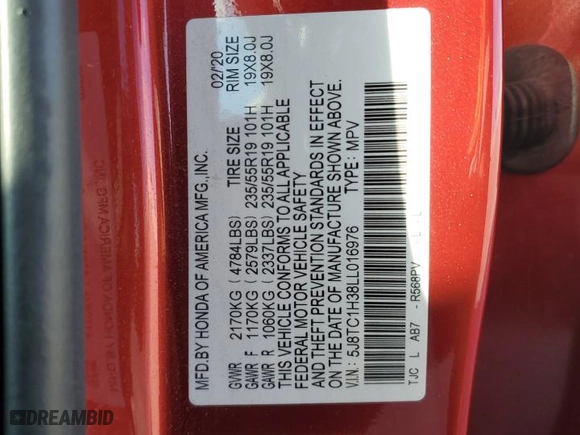 MFD. BY HONDA OF AMERICA MFG., INC. 02/'20
GVWR 2170KG ( 4784LBS) TIRE SIZE RIM SIZE
GAWR F 1170KG ( 2579LBS) 235/55R19 101H 19X8.0J
GAWR R 1060KG ( 2337LBS) 235/55R19 101H 19X8.0J
THIS VEHICLE CONFORMS TO ALL APPLICABLE
FEDERAL MOTOR VEHICLE SAFETY
AND THEFT PREVENTION STANDARDS IN EFFECT
ON THE DATE OF MANUFACTURE SHOWN ABOVE.
V.I.N.: 5J8TC1H38LL016976 TYPE: MPV
TJC L AB7 - R568PV L - L
DREAMBID